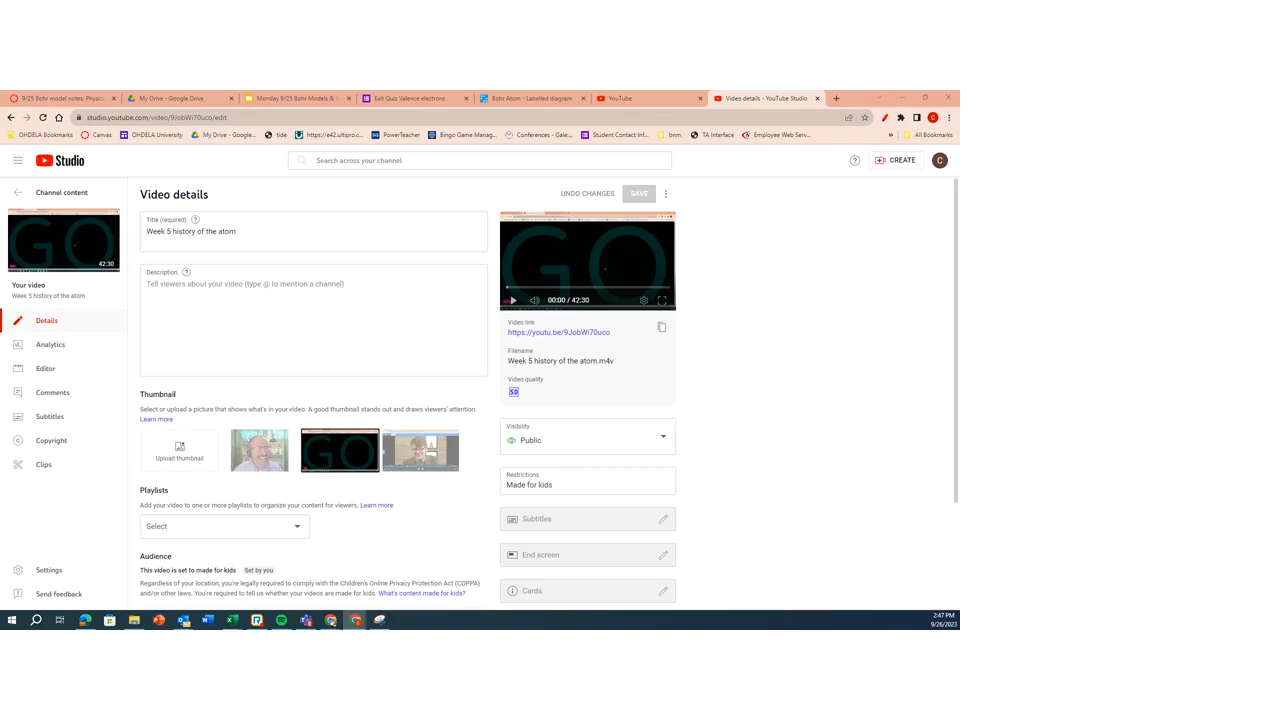 9/25 Bohr model notes: Physic
My Drive - Google Drive
Monday 9/25 Bohr Models & V
Exit Quiz Valence electrons
Bohr Atom - Labelled diagram
YouTube
Video details - YouTube Studio
studio.youtube.com/video/9JobWi70uco/edit
OHDELA Bookmarks
Canvas
OHDELA University
My Drive - Google...
tide
https://e42.ultipro.c...
PowerTeacher
Bingo Game Manag...
Conferences - Gale...
Student Contact Inf...
bnm.
TA Interface
Employee Web Serv...
»
All Bookmarks
Studio
Search across your channel
CREATE
C
Channel content
Video details
UNDO CHANGES
SAVE
GO
42:30
Your video
Week 5 history of the atom
Details
Analytics
Editor
Comments
Subtitles
Copyright
Clips
Settings
Send feedback
Title (required)
Week 5 history of the atom
Description
Tell viewers about your video (type @ to mention a channel)
Thumbnail
Select or upload a picture that shows what's in your video. A good thumbnail stands out and draws viewers' attention.
Learn more
Upload thumbnail
GO
Playlists
Add your video to one or more playlists to organize your content for viewers. Learn more
Select
Audience
This video is set to made for kids Set by you
Regardless of your location, you're legally required to comply with the Children's Online Privacy Protection Act (COPPA)
and/or other laws. You're required to tell us whether your videos are made for kids. What's content made for kids?
GO
00:00 / 42:30
Video link
https://youtu.be/9JobWi70uco
Filename
Week 5 history of the atom.m4v
Video quality
SD
Visibility
Public
Restrictions
Made for kids
Subtitles
End screen
Cards
2:47 PM
9/26/2023